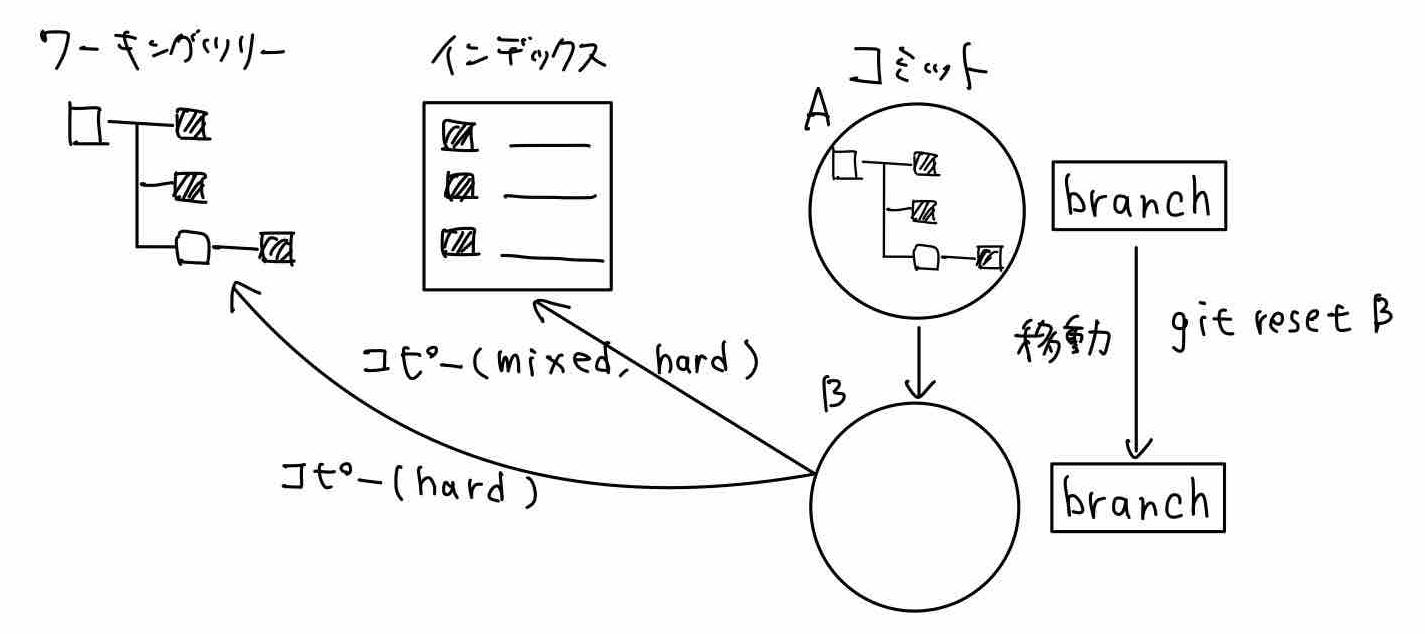 ワーキングツリー
インデックス
コミット
A
branch
移動
git reset B
コピー(mixed, hard)
B
コピー(hard)
branch